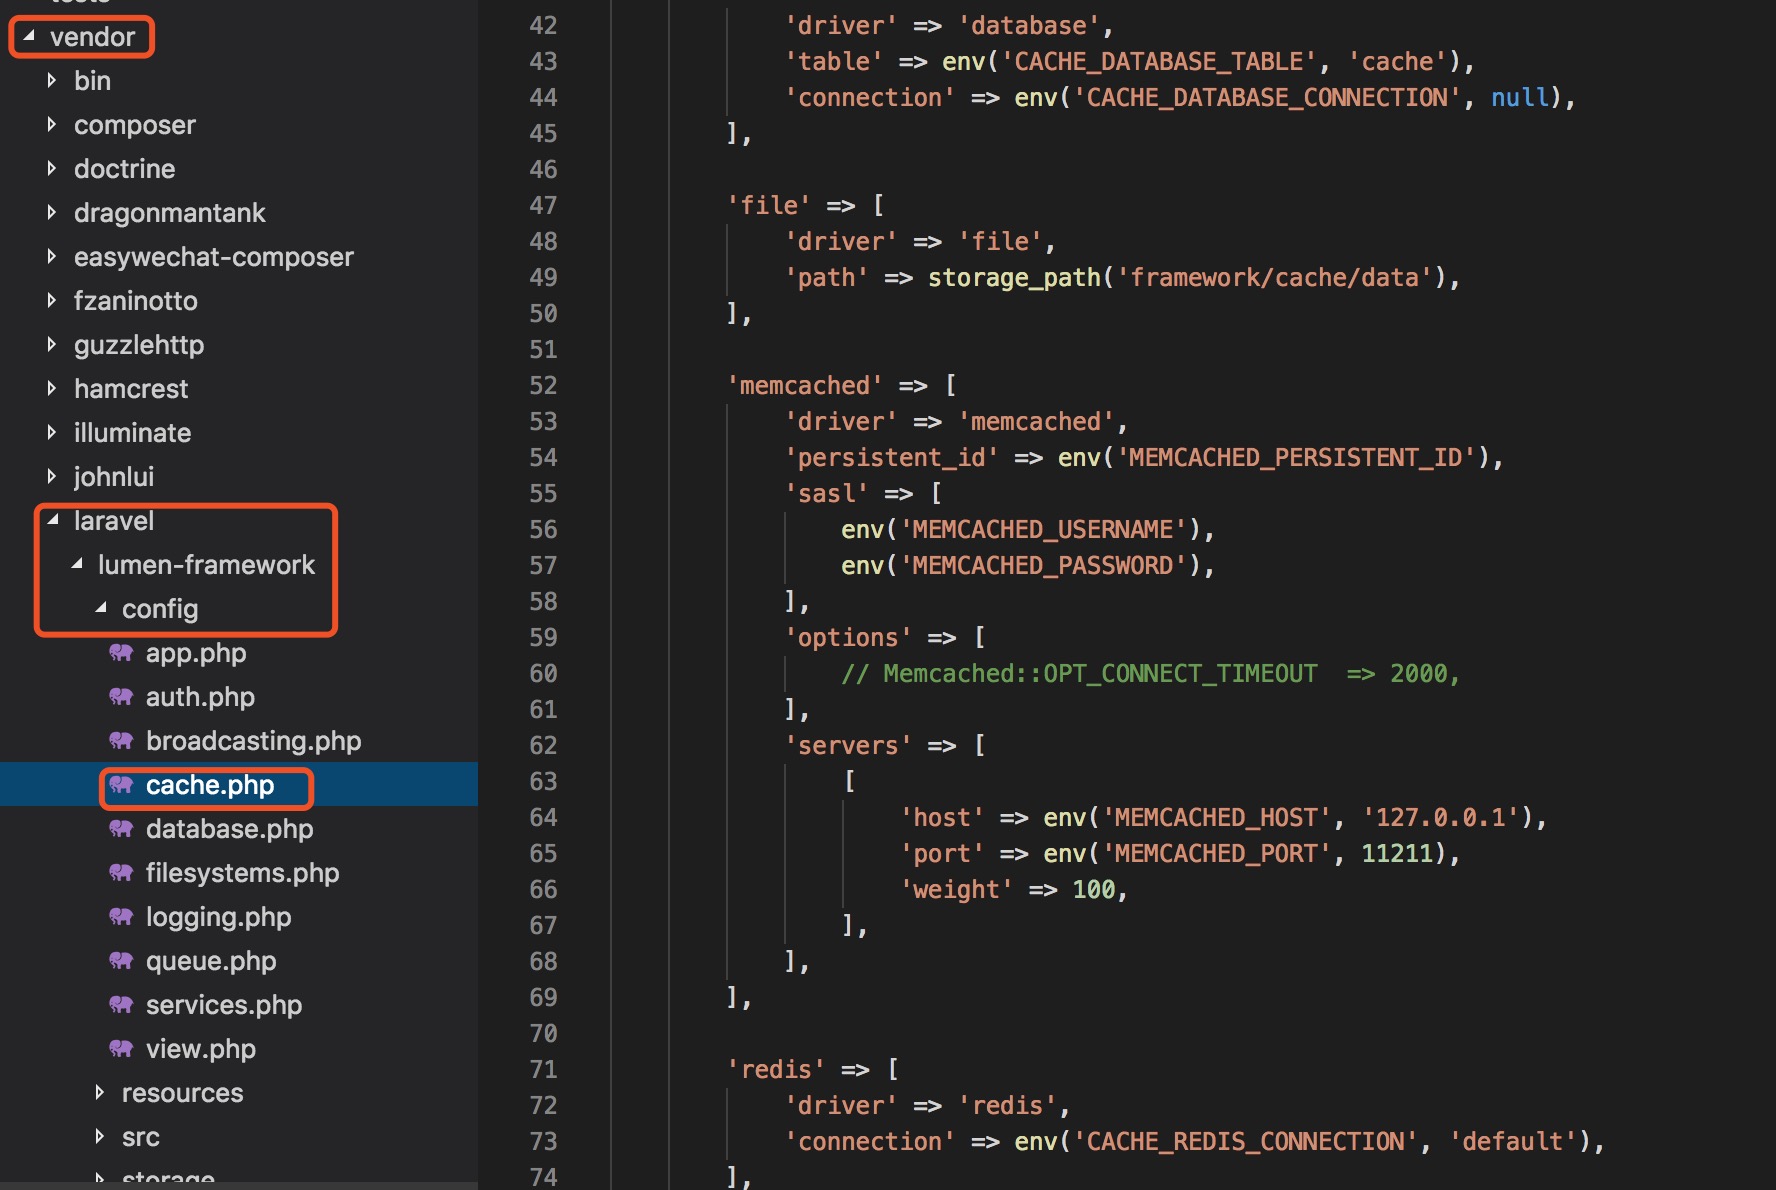 tests
vendor
bin
composer
doctrine
dragonmantank
easywechat-composer
fzaninotto
guzzlehttp
hamcrest
illuminate
johnlui
laravel
lumen-framework
config
app.php
auth.php
broadcasting.php
cache.php
database.php
filesystems.php
logging.php
queue.php
services.php
view.php
resources
src
storage
42 'driver' => 'database',
43 'table' => env('CACHE_DATABASE_TABLE', 'cache'),
44 'connection' => env('CACHE_DATABASE_CONNECTION', null),
45 ],
46
47 'file' => [
48 'driver' => 'file',
49 'path' => storage_path('framework/cache/data'),
50 ],
51
52 'memcached' => [
53 'driver' => 'memcached',
54 'persistent_id' => env('MEMCACHED_PERSISTENT_ID'),
55 'sasl' => [
56 env('MEMCACHED_USERNAME'),
57 env('MEMCACHED_PASSWORD'),
58 ],
59 'options' => [
60 // Memcached::OPT_CONNECT_TIMEOUT  => 2000,
61 ],
62 'servers' => [
63 [
64 'host' => env('MEMCACHED_HOST', '127.0.0.1'),
65 'port' => env('MEMCACHED_PORT', 11211),
66 'weight' => 100,
67 ],
68 ],
69 ],
70
71 'redis' => [
72 'driver' => 'redis',
73 'connection' => env('CACHE_REDIS_CONNECTION', 'default'),
74 ],